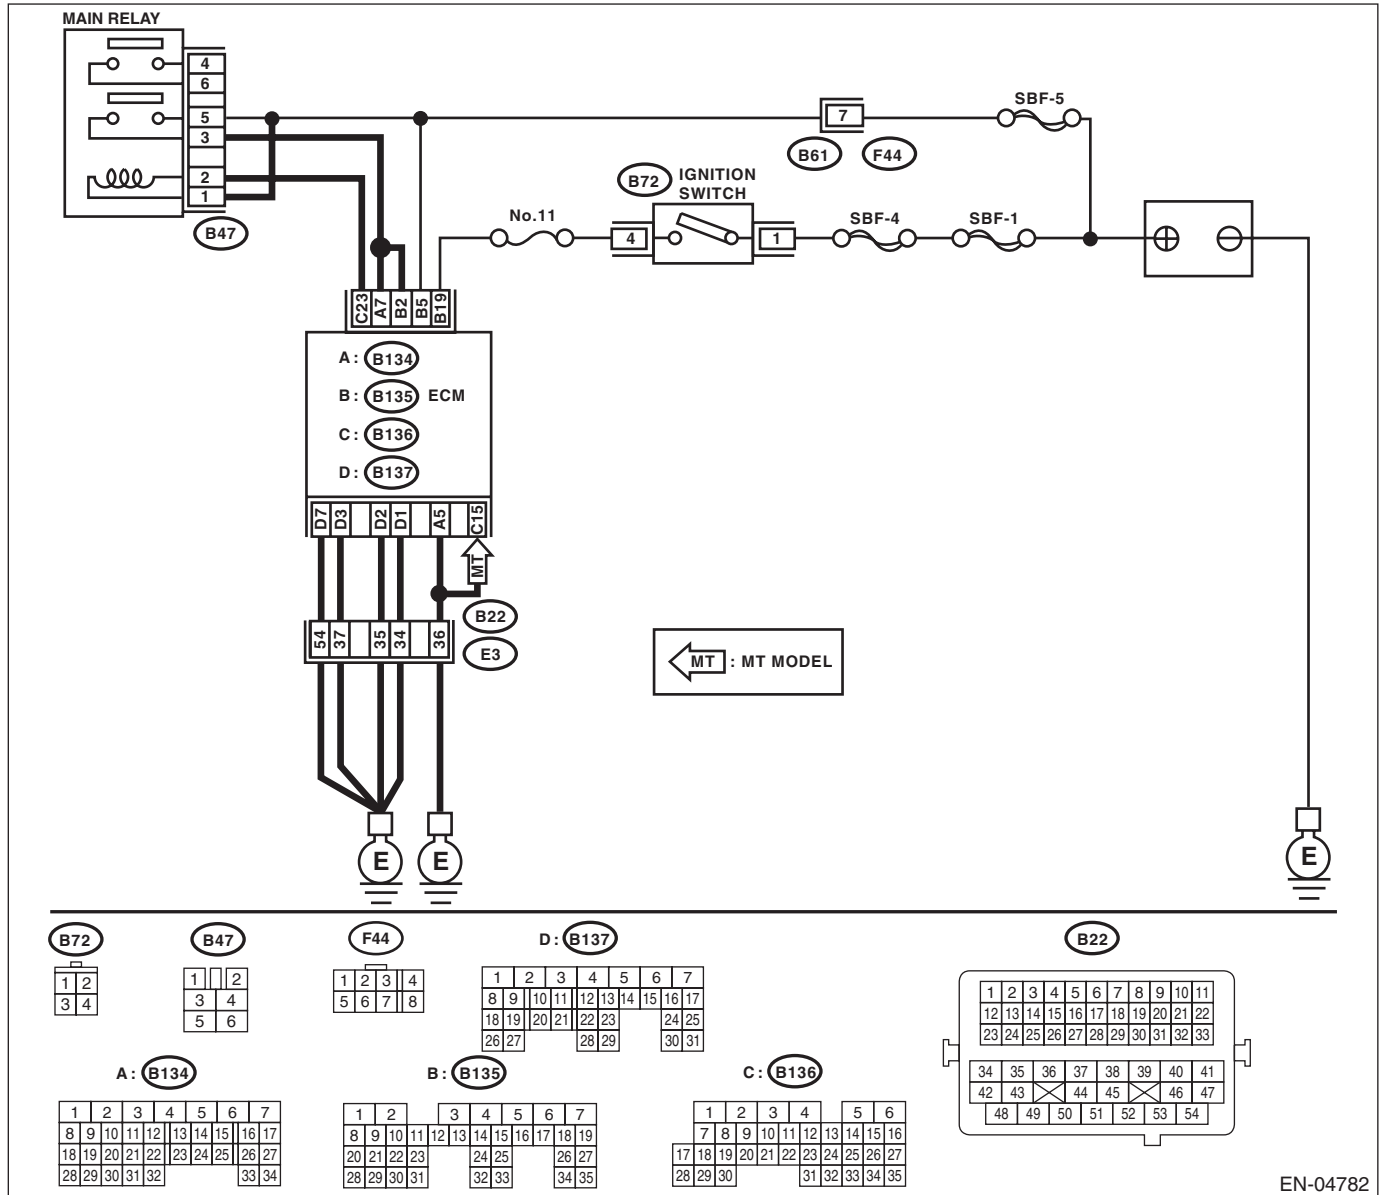 MAIN RELAY
4
6
5
3
2
1
B47
SBF-5
7
B61 F44
B72 IGNITION
SWITCH
No.11
4
1
SBF-4 SBF-1
C23 A7 B2 B5 B19
A: B134
B: B135 ECM
C: B136
D: B137
D7 D3 D2 D1 A5 C15
MT
B22
54 37 35 34 36
E3
MT : MT MODEL
E E E
B72
1 2
3 4
B47
1 2
3 4
5 6
F44
1 2 3 4
5 6 7 8
D: B137
1 2 3 4 5 6 7
8 9 10 11 12 13 14 15 16 17
18 19 20 21 22 23 24 25
26 27 28 29 30 31
B22
1 2 3 4 5 6 7 8 9 10 11
12 13 14 15 16 17 18 19 20 21 22
23 24 25 26 27 28 29 30 31 32 33
34 35 36 37 38 39 40 41
42 43 44 45 46 47
48 49 50 51 52 53 54
A: B134
1 2 3 4 5 6 7
8 9 10 11 12 13 14 15 16 17
18 19 20 21 22 23 24 25 26 27
28 29 30 31 32 33 34
B: B135
1 2 3 4 5 6 7
8 9 10 11 12 13 14 15 16 17 18 19
20 21 22 23 24 25 26 27
28 29 30 31 32 33 34 35
C: B136
1 2 3 4 5 6
7 8 9 10 11 12 13 14 15 16
17 18 19 20 21 22 23 24 25 26 27
28 29 30 31 32 33 34 35
EN-04782